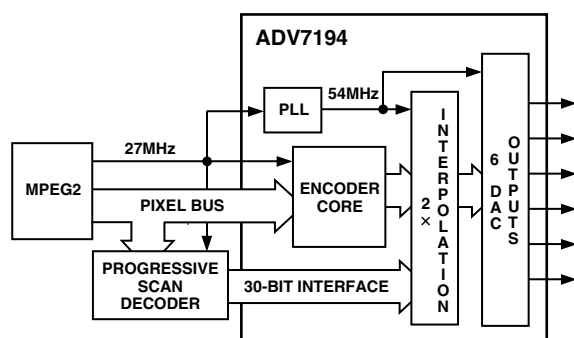 ADV7194
54MHz
PLL
27MHz
MPEG2
ENCODER
CORE
PIXEL BUS
PROGRESSIVE
SCAN
DECODER
30-BIT INTERFACE
2×
INTERPOLATION
6 DAC
OUTPUTS